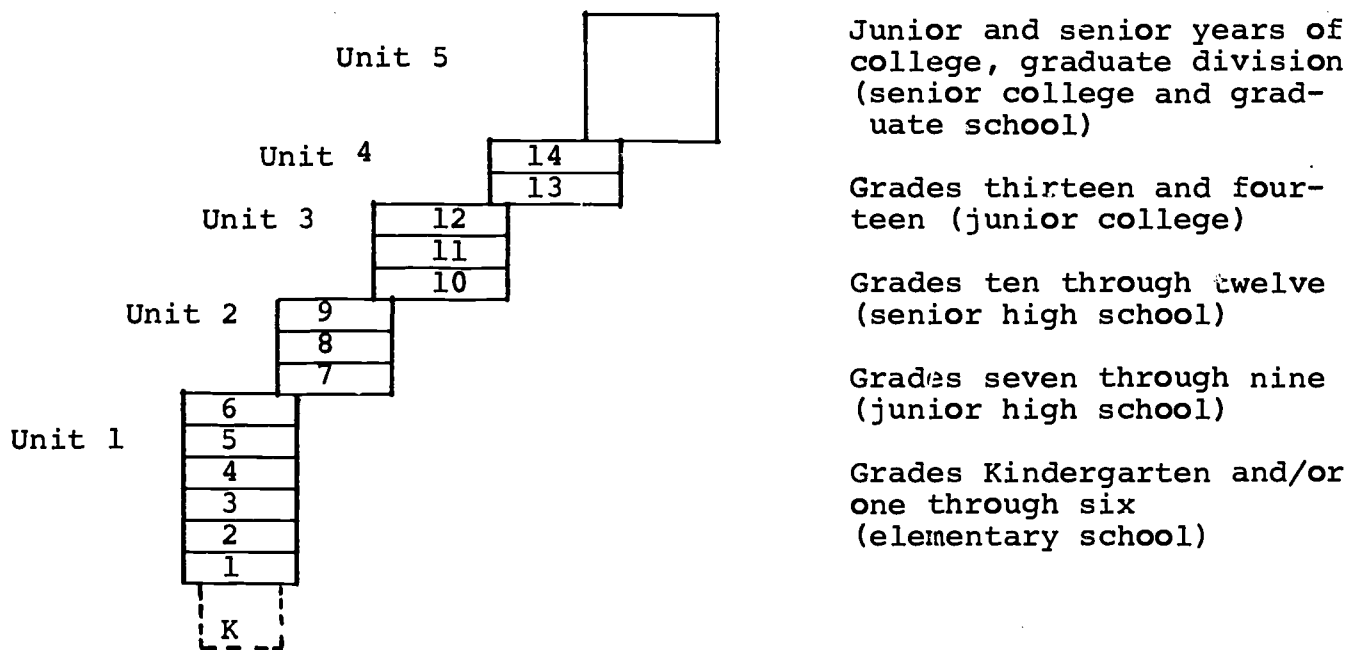 Unit 5
Junior and senior years of
college, graduate division
(senior college and grad-
uate school)
Unit 4
14
13
Grades thirteen and four-
teen (junior college)
Unit 3
12
11
10
Grades ten through twelve
(senior high school)
Unit 2
9
8
7
Grades seven through nine
(junior high school)
Unit 1
6
5
4
3
2
1
K
Grades Kindergarten and/or
one through six
(elementary school)